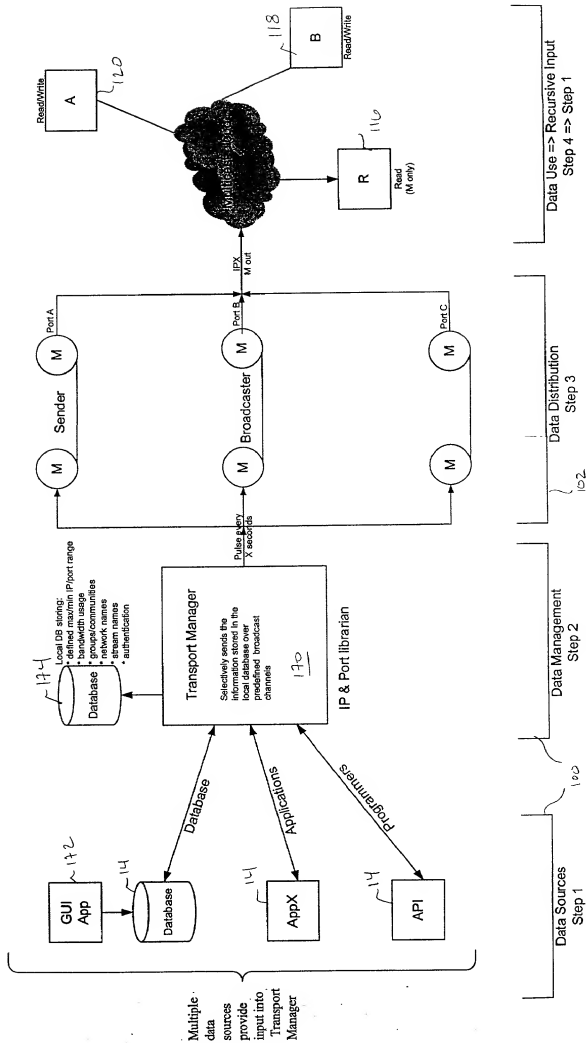 Multiple
data
sources
provide
input into
Transport
Manager
GUI
App
172
14
Database
14
AppX
14
API
Database
Applications
Programmers
Data Sources
Step 1
100
174
Database
Local DB storing:
* defined max/min IP/port range
* bandwidth usage
* groups/communities
* network names
* stream names
* authentication
Transport Manager
Selectively sends the
information stored in the
local database over
predefined broadcast
channels
170
IP & Port librarian
Data Management
Step 2
Pulse every
X seconds
M
Sender
M
Port A
M
Broadcaster
M
Port B
M
M
Port C
Data Distribution
Step 3
102
IPX
M out
Multicast
Read/Write
A
120
118
B
Read/Write
R
116
Read
(M only)
Data Use => Recursive Input
Step 4 => Step 1